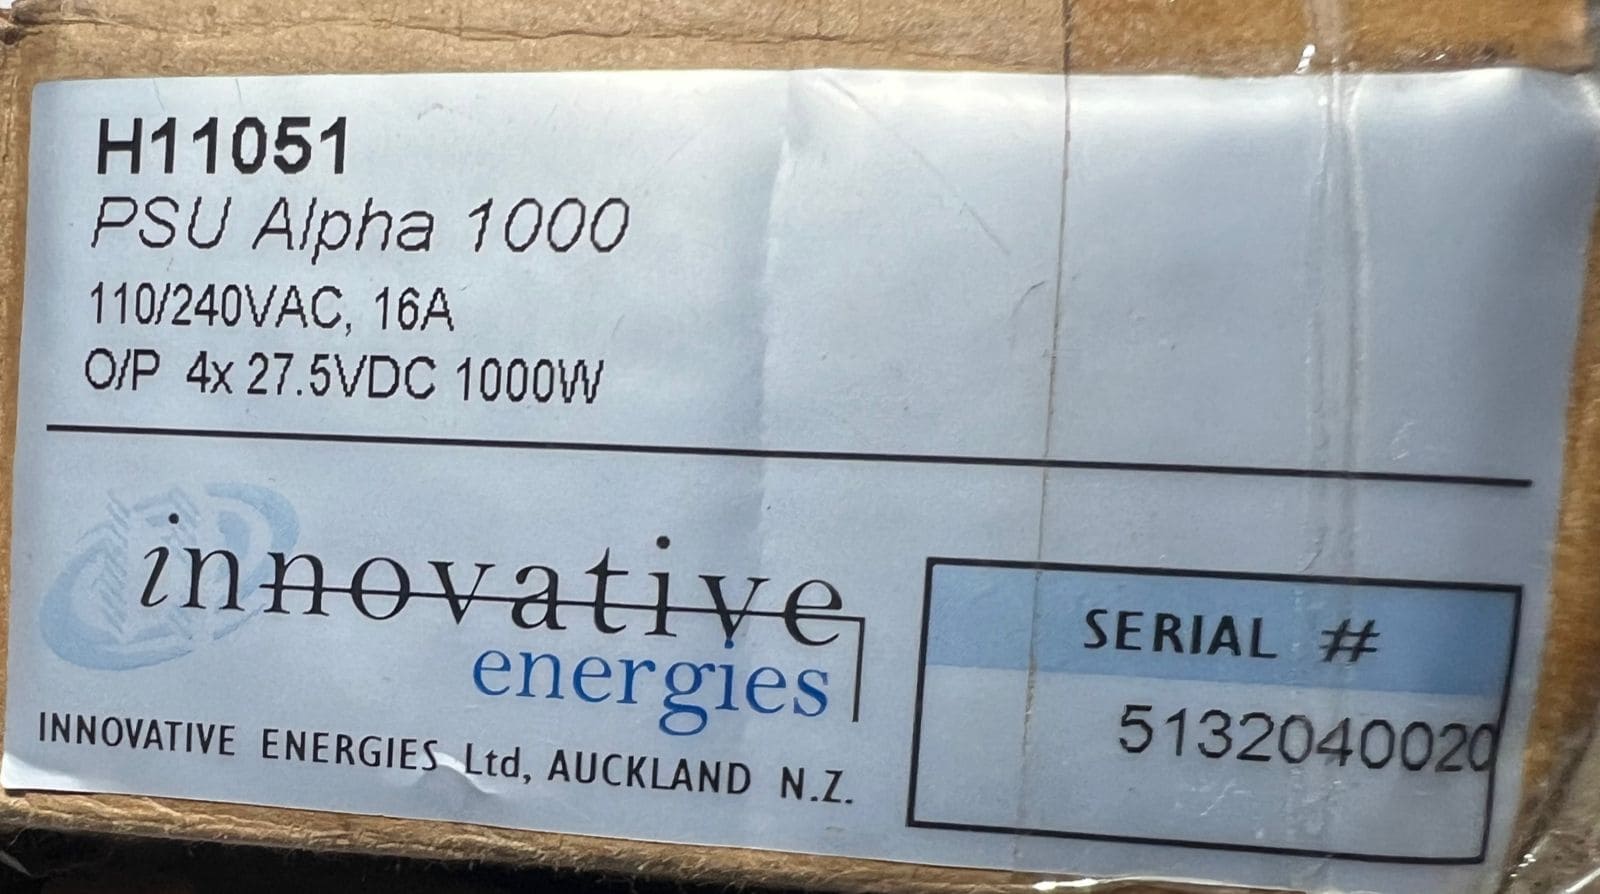 H11051
PSU Alpha 1000
110/240VAC, 16A
O/P 4x 27.5VDC 1000W
innovative
energies
INNOVATIVE ENERGIES Ltd, AUCKLAND N.Z.
SERIAL #
5132040020